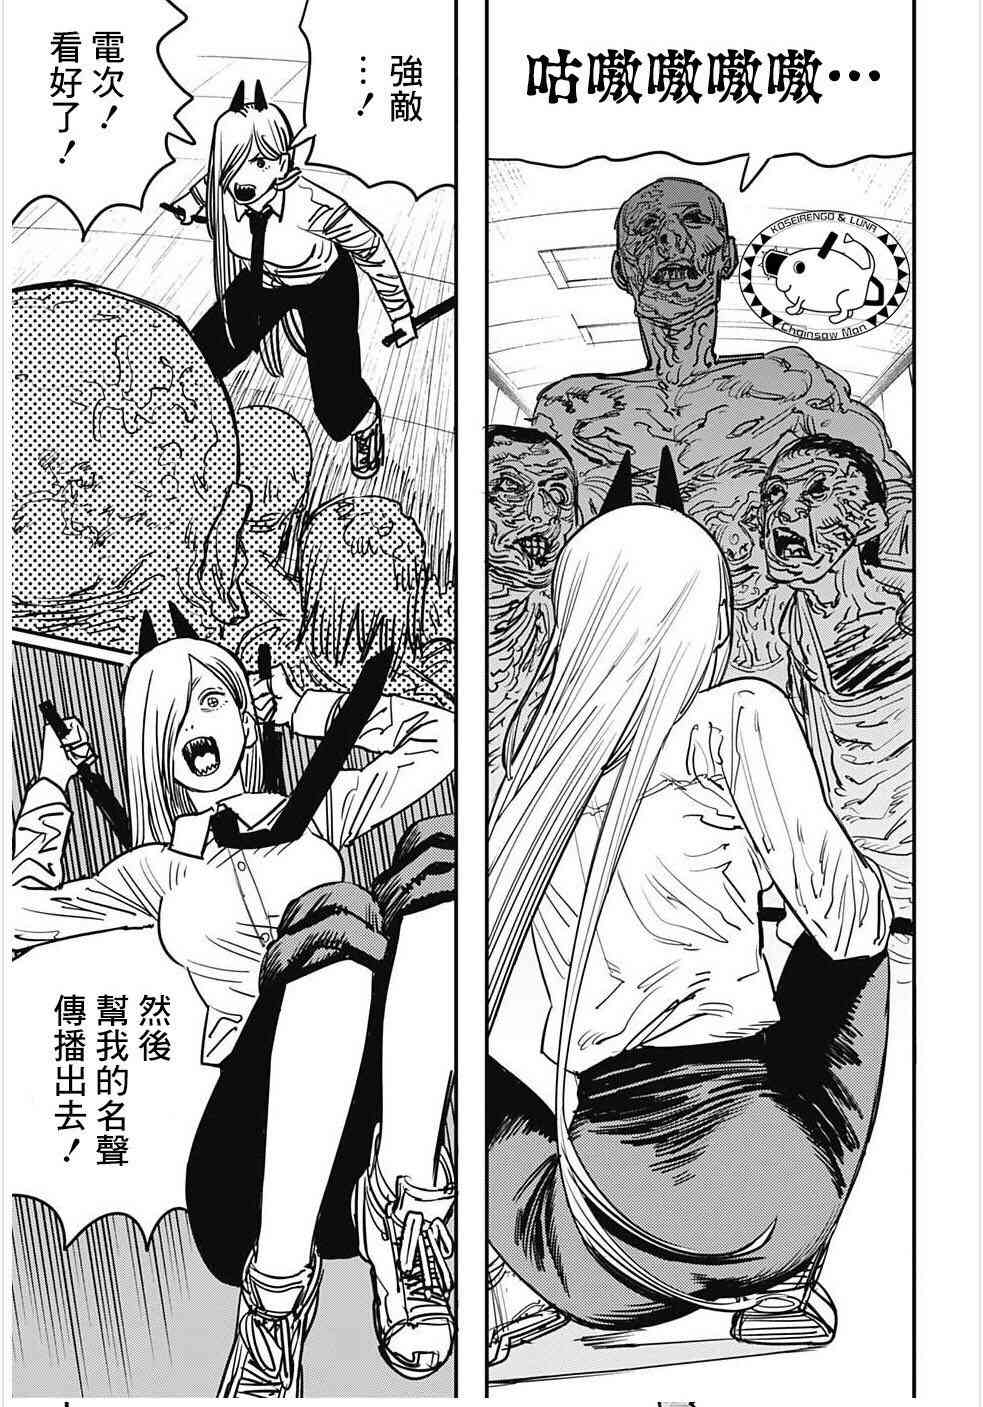 咕嗷嗷嗷嗷…
KOSEIRENGO & LUNA
Chainsaw Man
強敵
…！
電次！
看好了！
然後
幫我的名聲
傳播出去！